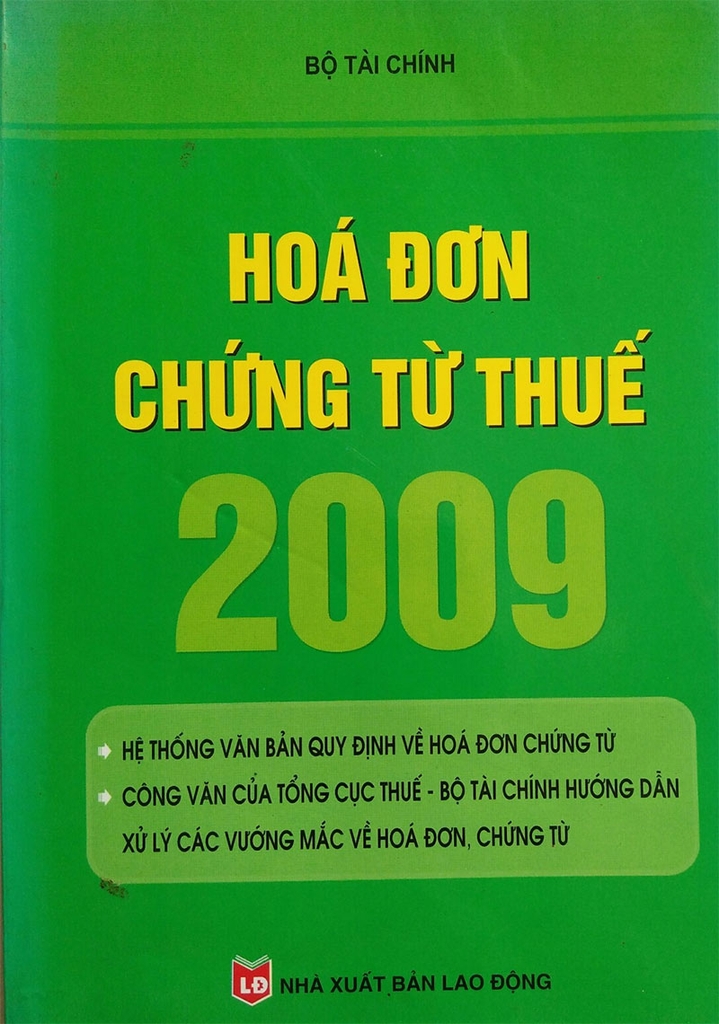 BỘ TÀI CHÍNH
HOÁ ĐƠN
CHỨNG TỪ THUẾ
2009
HỆ THỐNG VĂN BẢN QUY ĐỊNH VỀ HOÁ ĐƠN CHỨNG TỪ
CÔNG VĂN CỦA TỔNG CỤC THUẾ - BỘ TÀI CHÍNH HƯỚNG DẪN
XỬ LÝ CÁC VƯỚNG MẮC VỀ HOÁ ĐƠN, CHỨNG TỪ
LĐ NHÀ XUẤT BẢN LAO ĐỘNG